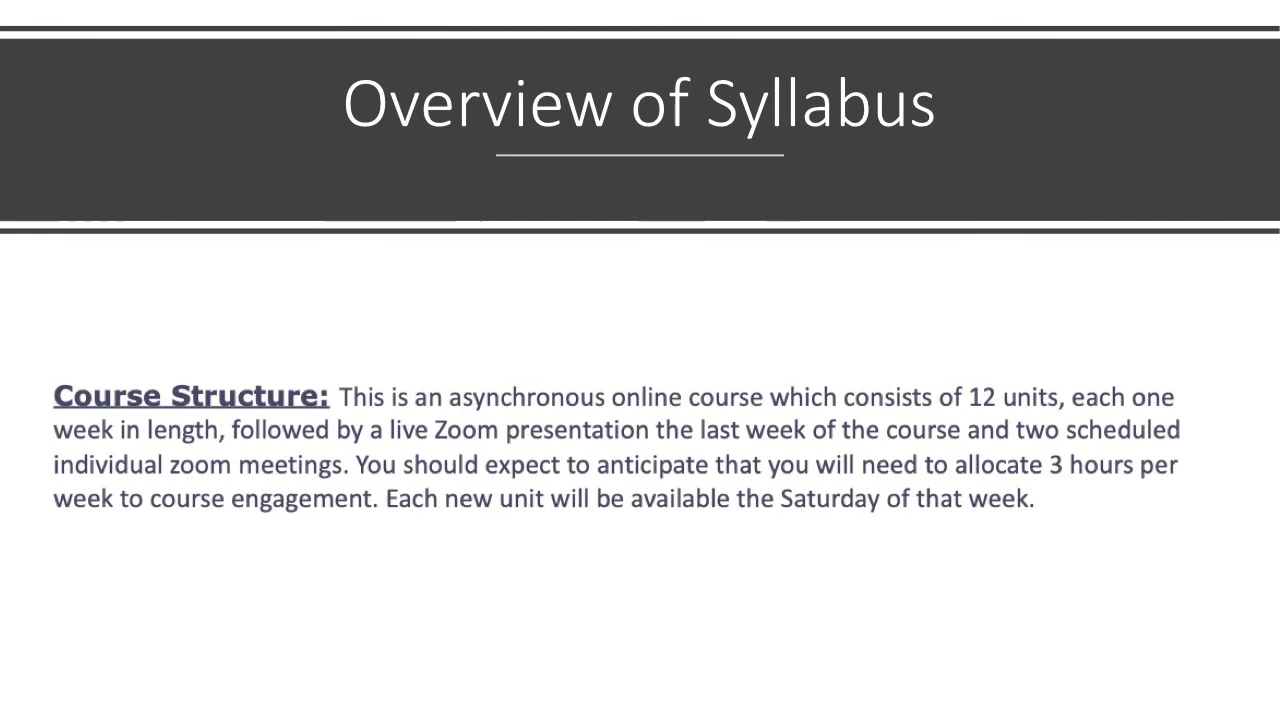 Overview of Syllabus
Course Structure: This is an asynchronous online course which consists of 12 units, each one
week in length, followed by a live Zoom presentation the last week of the course and two scheduled
individual zoom meetings. You should expect to anticipate that you will need to allocate 3 hours per
week to course engagement. Each new unit will be available the Saturday of that week.